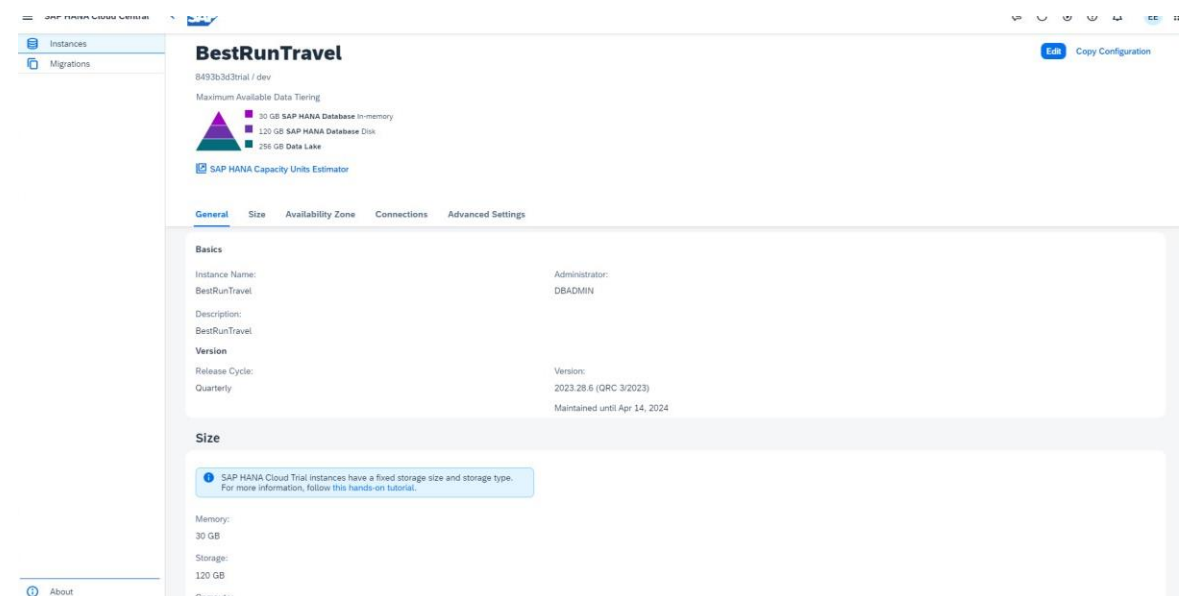 SAP HANA Cloud Central
SAP
EE
Instances
Migrations
BestRunTravel
Edit
Copy Configuration
8493b3d3trial / dev
Maximum Available Data Tiering
30 GB SAP HANA Database In-memory
120 GB SAP HANA Database Disk
256 GB Data Lake
SAP HANA Capacity Units Estimator
General Size Availability Zone Connections Advanced Settings
Basics
Instance Name:
BestRunTravel
Administrator:
DBADMIN
Description:
BestRunTravel
Version
Release Cycle:
Quarterly
Version:
2023.28.6 (QRC 3/2023)
Maintained until Apr 14, 2024
Size
SAP HANA Cloud Trial instances have a fixed storage size and storage type.
For more information, follow this hands-on tutorial.
Memory:
30 GB
Storage:
120 GB
About